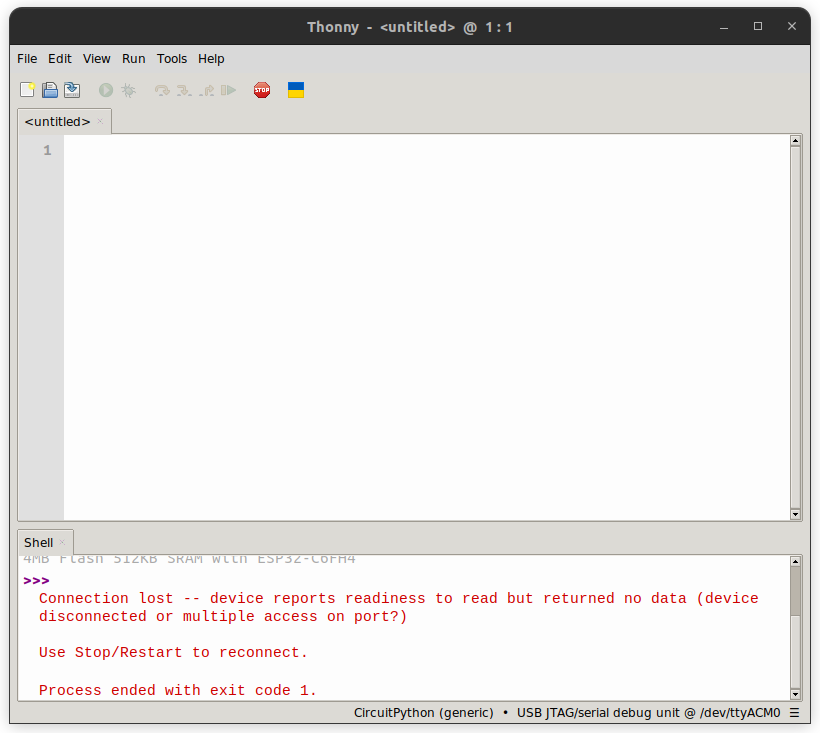 Thonny - <untitled> @ 1:1
File Edit View Run Tools Help
STOP
<untitled>
1
Shell
4MB Flash 512KB SRAM with ESP32-C6FH4
>>>
Connection lost -- device reports readiness to read but returned no data (device
disconnected or multiple access on port?)
Use Stop/Restart to reconnect.
Process ended with exit code 1.
CircuitPython (generic) • USB JTAG/serial debug unit @ /dev/ttyACM0 ☰